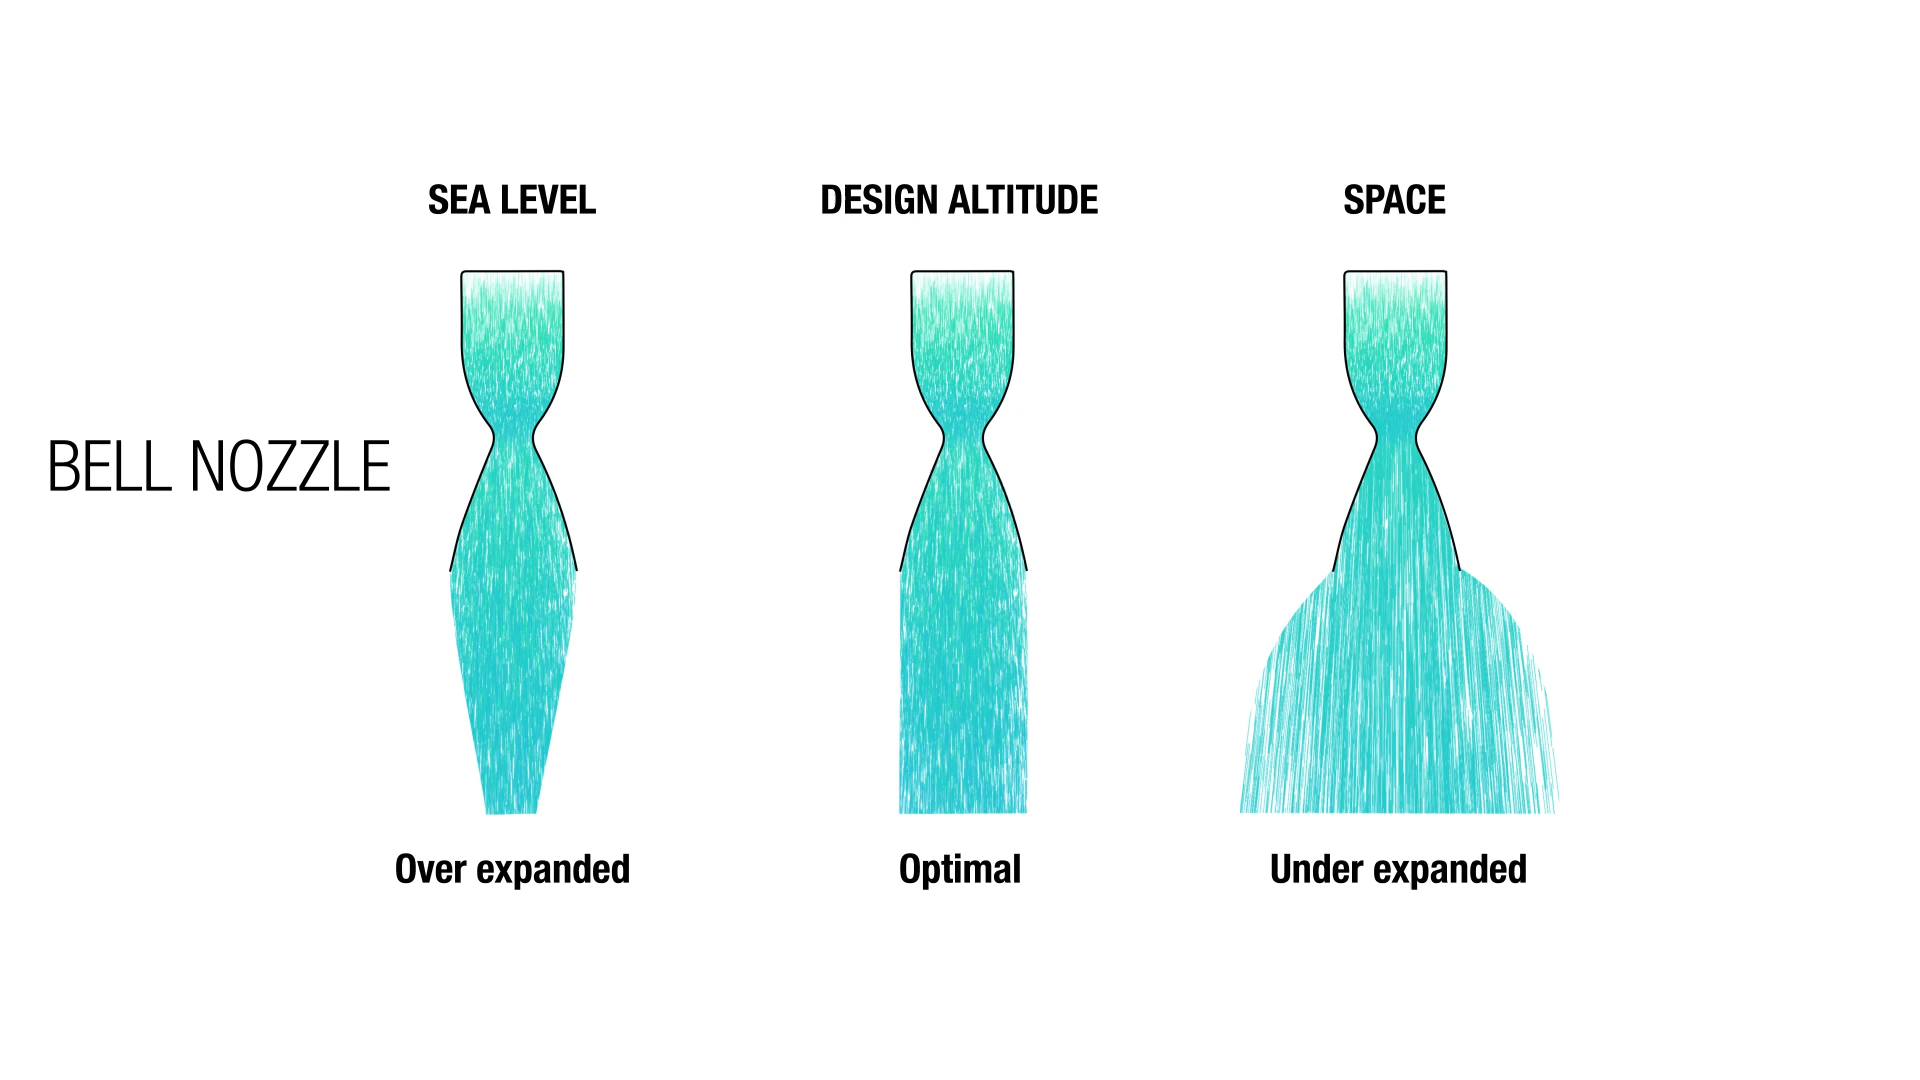 SEA LEVEL
DESIGN ALTITUDE
SPACE
BELL NOZZLE
Over expanded
Optimal
Under expanded